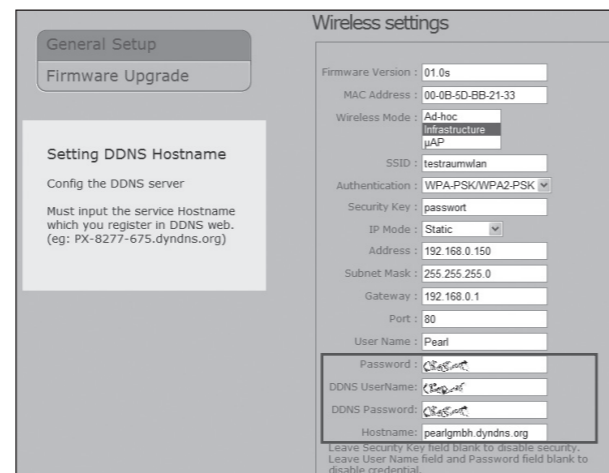 Wireless settings
General Setup
Firmware Upgrade
Setting DDNS Hostname
Config the DDNS server
Must input the service Hostname
which you register in DDNS web.
(eg: PX-8277-675.dyndns.org)
Firmware Version : 01.0s
MAC Address : 00-0B-5D-BB-21-33
Wireless Mode : Ad-hoc
Infrastructure
µAP
SSID : testraumwlan
Authentication : WPA-PSK/WPA2-PSK
Security Key : passwort
IP Mode : Static
Address : 192.168.0.150
Subnet Mask : 255.255.255.0
Gateway : 192.168.0.1
Port : 80
User Name : Pearl
Password :
DDNS UserName:
DDNS Password:
Hostname: pearlgmbh.dyndns.org
Leave Security Key field blank to disable security.
Leave User Name field and Password field blank to
disable credential.